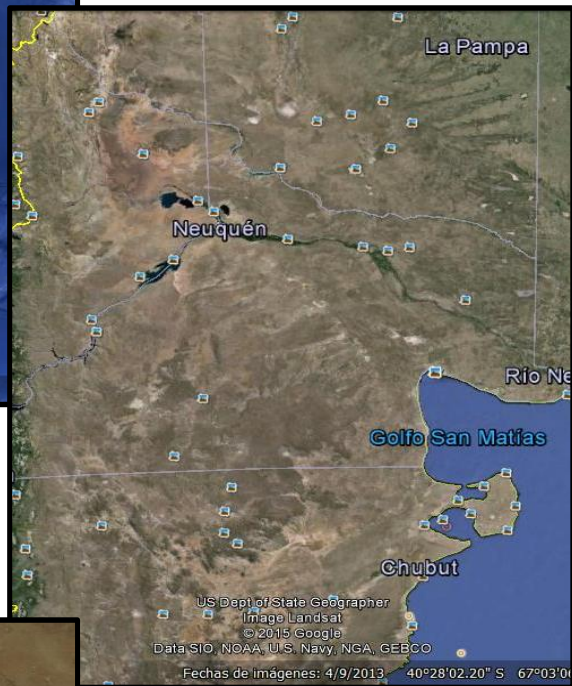 La Pampa
Neuquén
Río Ne
Golfo San Matías
Chubut
US Dept of State Geographer
Image Landsat
© 2015 Google
Data SIO, NOAA, U.S. Navy, NGA, GEBCO
Fechas de imágenes: 4/9/2013 40°28'02.20" S 67°03'06